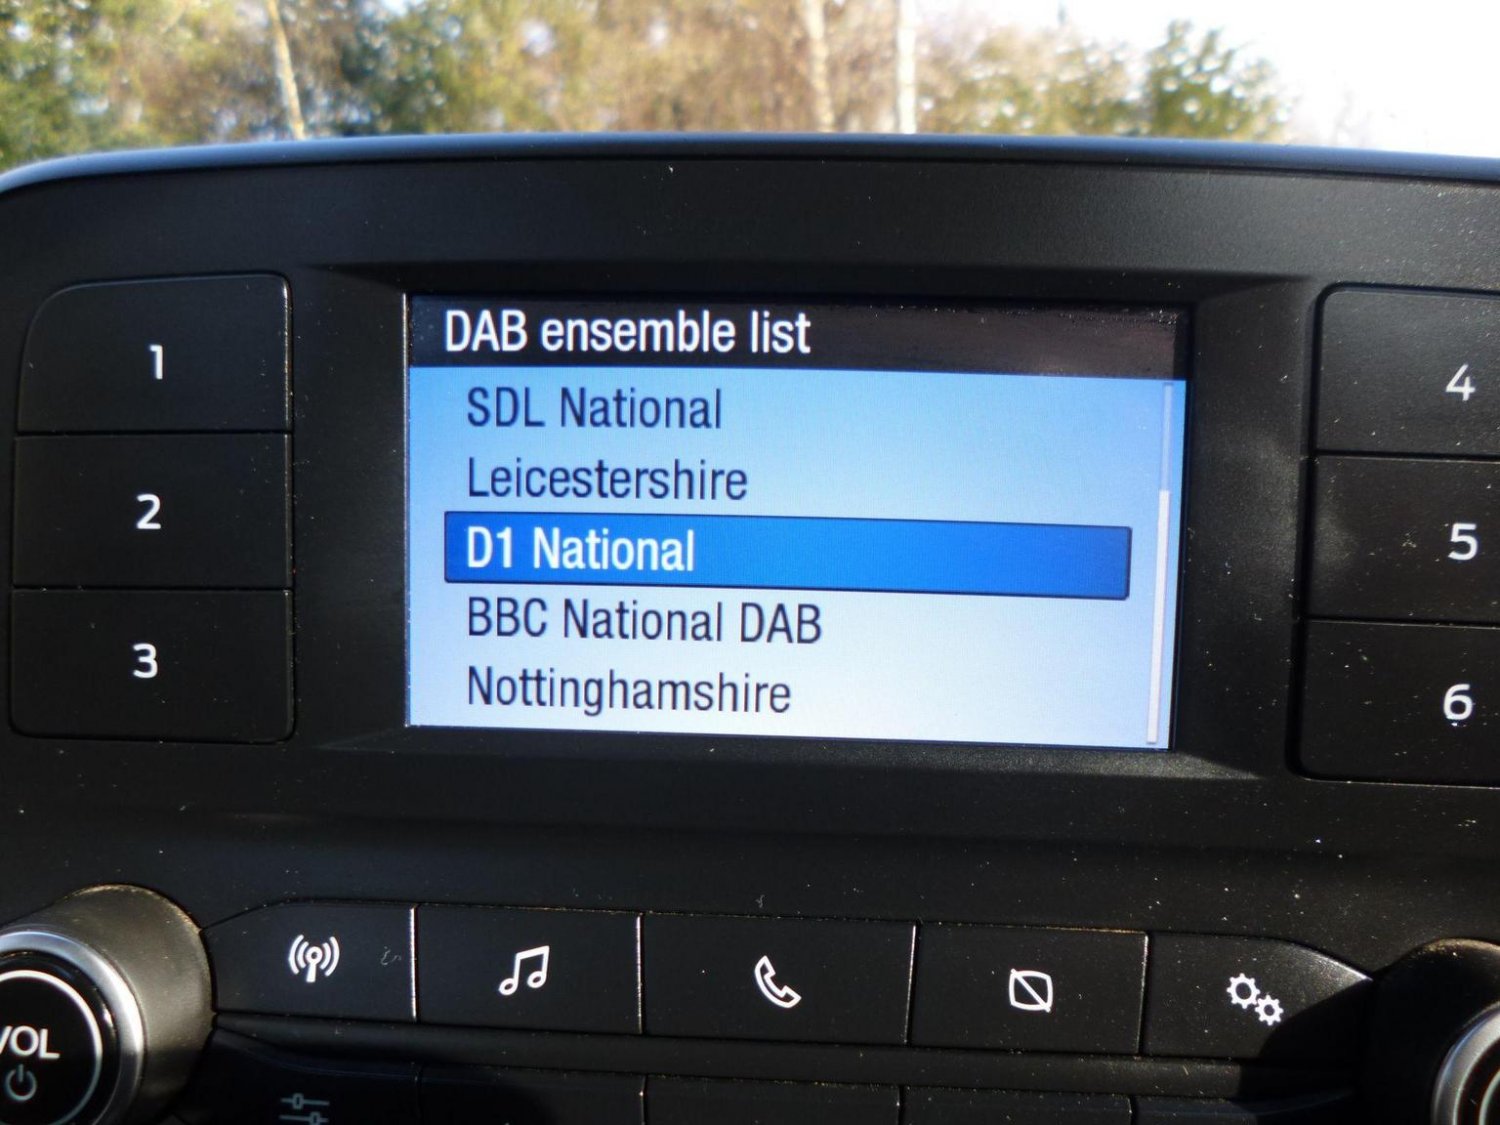 DAB ensemble list
SDL National
Leicestershire
D1 National
BBC National DAB
Nottinghamshire
1
2
3
4
5
6
VOL